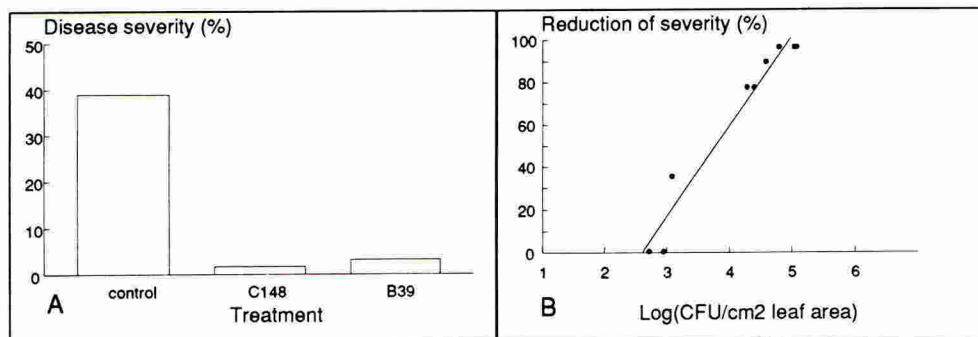 Disease severity (%)
50
40
30
20
10
0
control C148 B39
A
Treatment
Reduction of severity (%)
100
80
60
40
20
0
1 2 3 4 5 6
B
Log(CFU/cm2 leaf area)